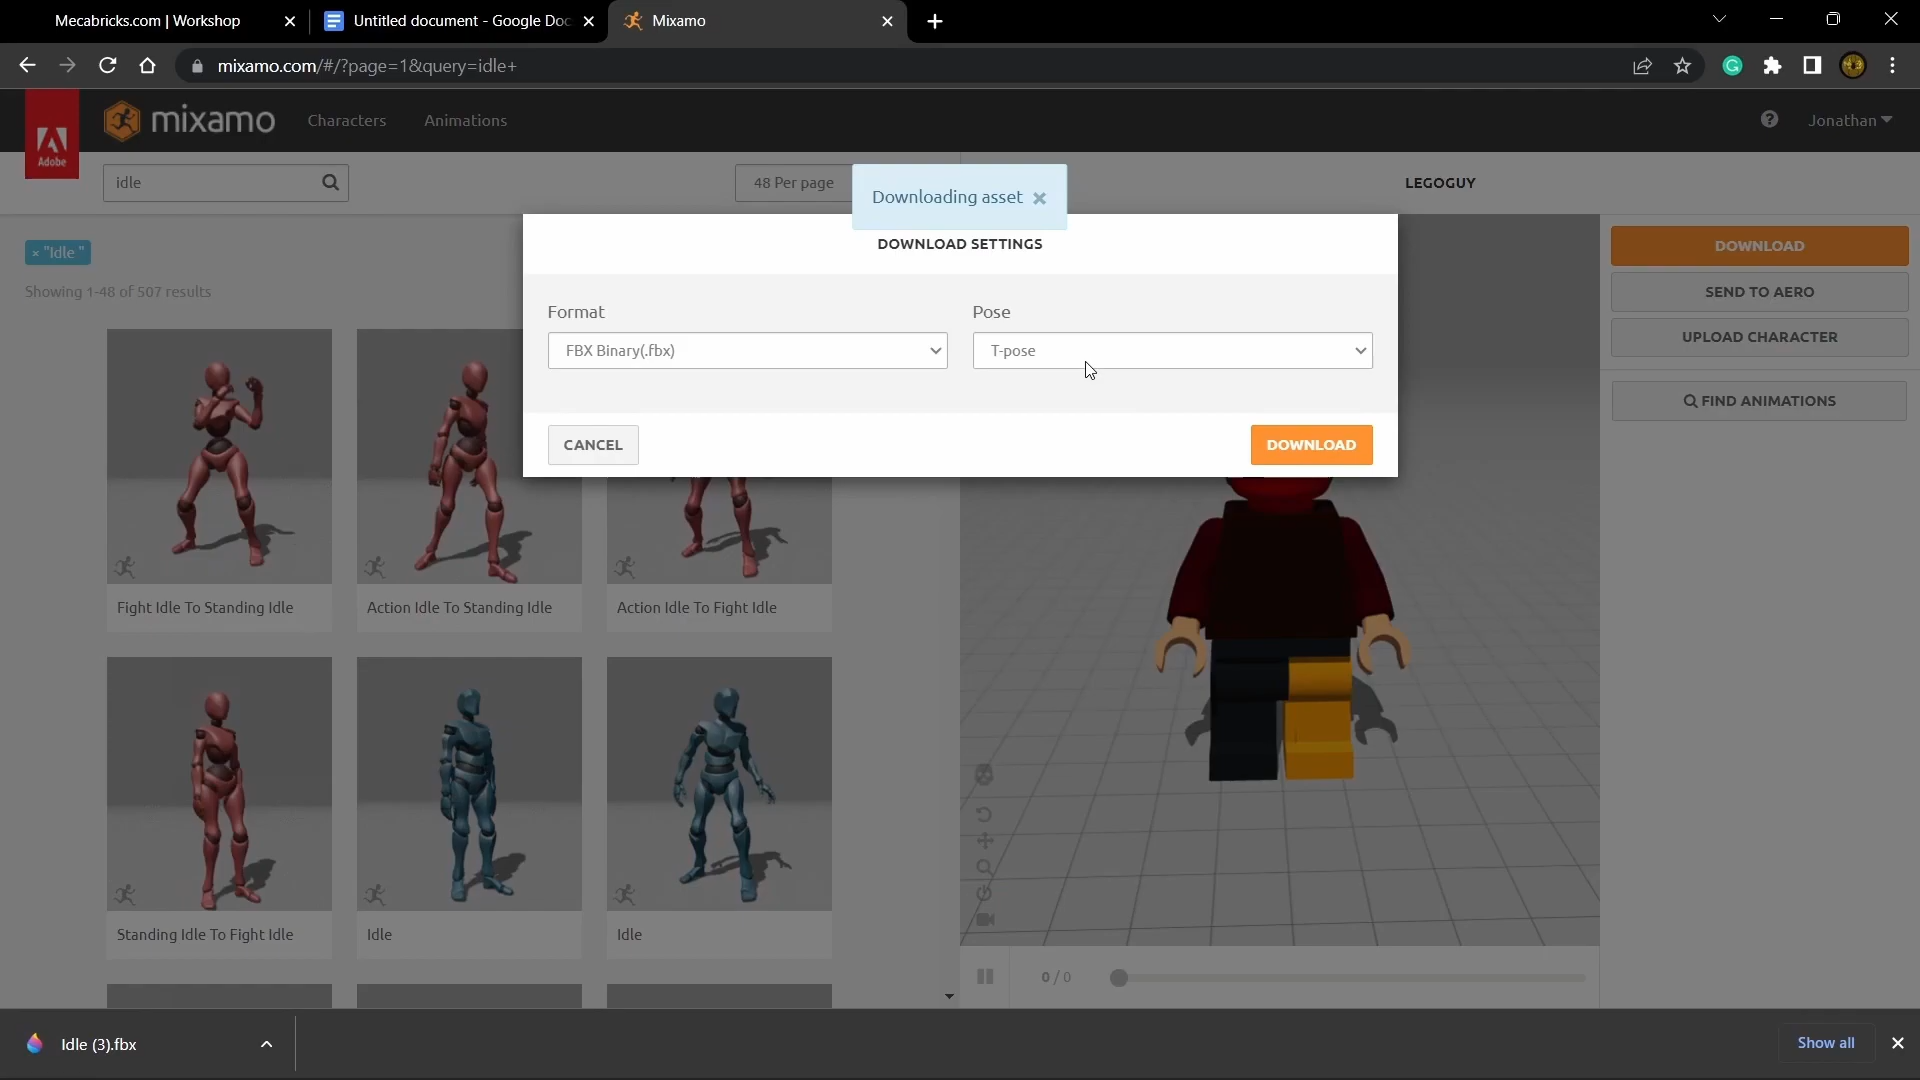 Mecabricks.com | Workshop
Untitled document - Google Doc
Mixamo
mixamo.com/#/?page=1&query=idle+
Adobe
mixamo
Characters
Animations
Jonathan
idle
48 Per page
Downloading asset ×
LEGOGUY
DOWNLOAD SETTINGS
× "Idle "
Showing 1-48 of 507 results
Format
Pose
FBX Binary(.fbx)
T-pose
CANCEL
DOWNLOAD
DOWNLOAD
SEND TO AERO
UPLOAD CHARACTER
FIND ANIMATIONS
Fight Idle To Standing Idle
Action Idle To Standing Idle
Action Idle To Fight Idle
Standing Idle To Fight Idle
Idle
Idle
0 / 0
Idle (3).fbx
Show all